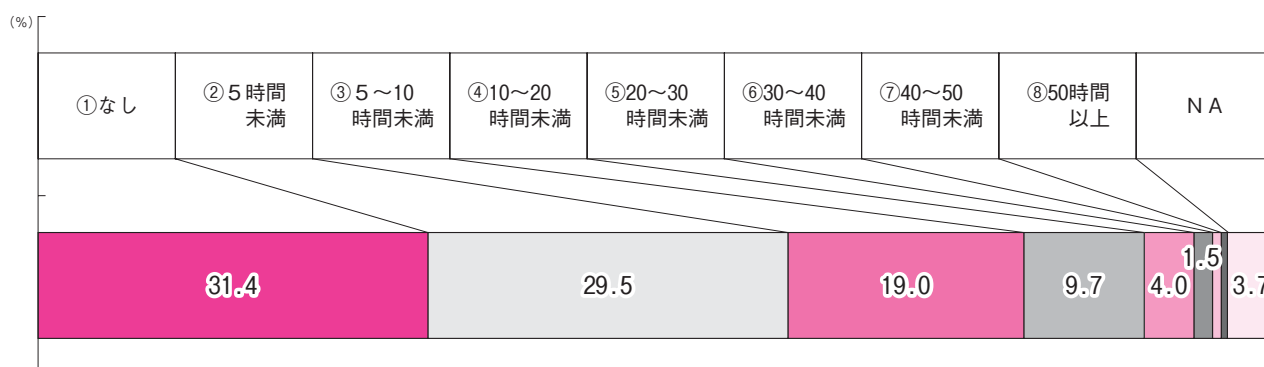 (%)
①なし
②５時間
未満
③５～10
時間未満
④10～20
時間未満
⑤20～30
時間未満
⑥30～40
時間未満
⑦40～50
時間未満
⑧50時間
以上
ＮＡ
31.4
29.5
19.0
9.7
4.0
1.5
3.7